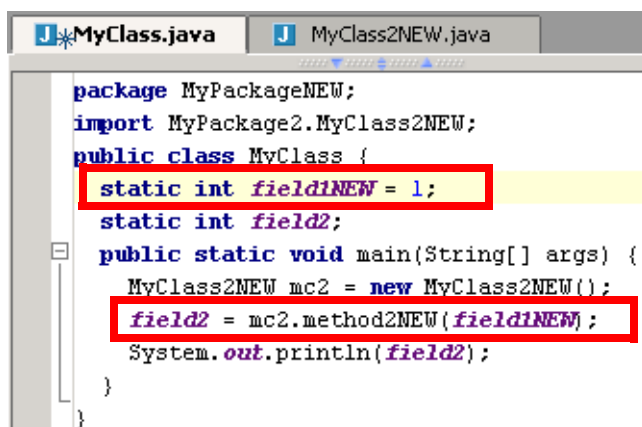 MyClass.java MyClass2NEW.java
package MyPackageNEW;
import MyPackage2.MyClass2NEW;
public class MyClass {
static int field1NEW = 1;
static int field2;
public static void main(String[] args) {
MyClass2NEW mc2 = new MyClass2NEW();
field2 = mc2.method2NEW(field1NEW);
System.out.println(field2);
}
}